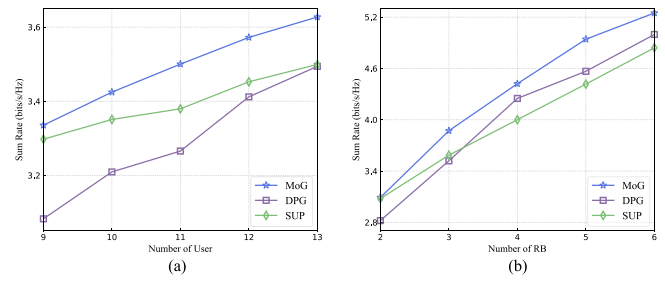 Sum Rate (bits/s/Hz)
3.6
3.4
3.2
MoG
DPG
SUP
9 10 11 12 13
Number of User
(a)
Sum Rate (bits/s/Hz)
5.2
4.6
4.0
3.4
2.8
MoG
DPG
SUP
2 3 4 5 6
Number of RB
(b)